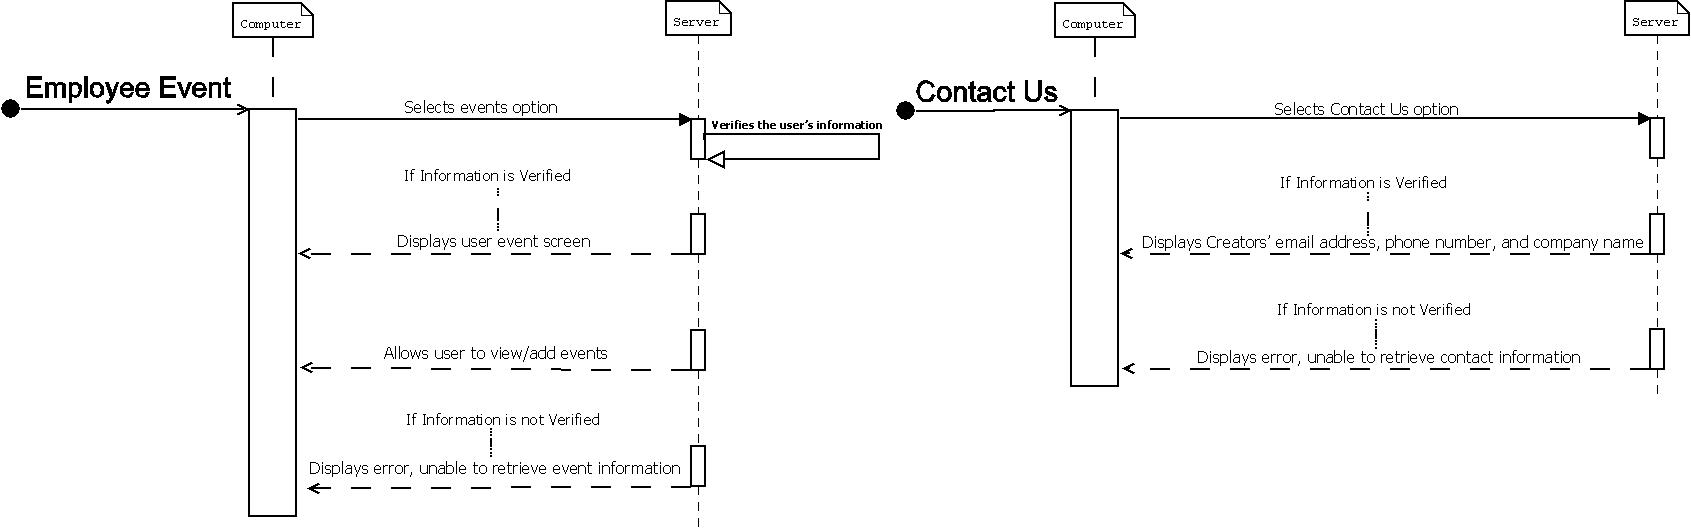 Computer
Server
Employee Event
Selects events option
Verifies the user's information
If Information is Verified
Displays user event screen
Allows user to view/add events
If Information is not Verified
Displays error, unable to retrieve event information
Computer
Server
Contact Us
Selects Contact Us option
If Information is Verified
Displays Creators' email address, phone number, and company name
If Information is not Verified
Displays error, unable to retrieve contact information